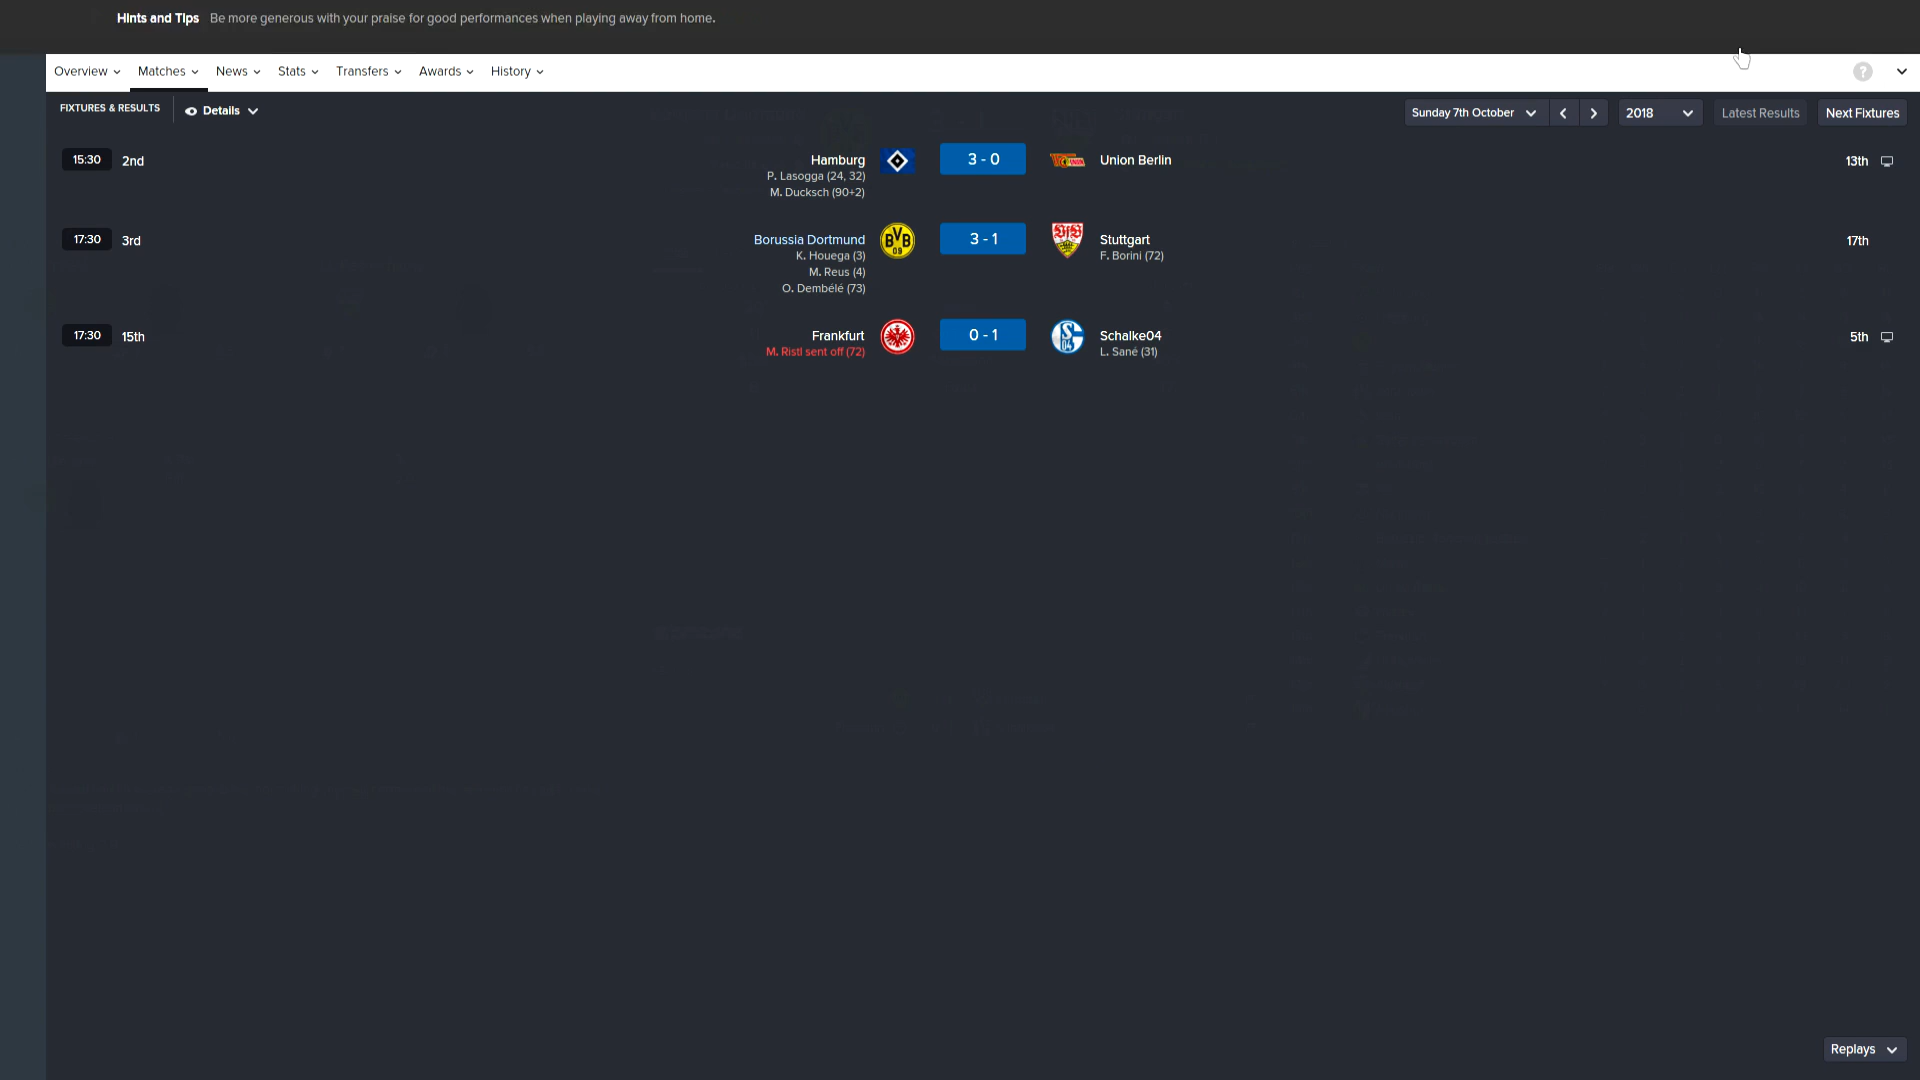 Hints and Tips Be more generous with your praise for good performances when playing away from home.
Overview Matches News Stats Transfers Awards History ?
FIXTURES & RESULTS Details Sunday 7th October 2018 Latest Results Next Fixtures
15:30 2nd Hamburg 3 - 0 Union Berlin 13th
P. Lasogga (24, 32)
M. Ducksch (90+2)
17:30 3rd Borussia Dortmund BVB 09 3 - 1 Stuttgart 17th
K. Houega (3) F. Borini (72)
M. Reus (4)
O. Dembélé (73)
17:30 15th Frankfurt 0 - 1 Schalke04 5th
M. Ristl sent off (72) L. Sané (31)
Replays